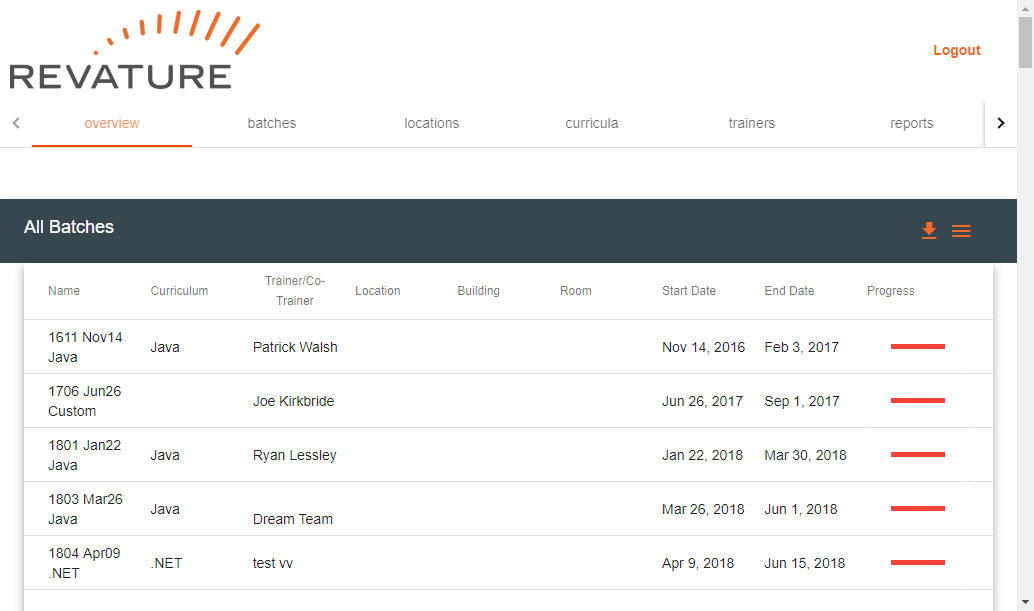 REVATURE
Logout
overview batches locations curricula trainers reports
All Batches
Name Curriculum Trainer/Co-Trainer Location Building Room Start Date End Date Progress
1611 Nov14 Java Java Patrick Walsh Nov 14, 2016 Feb 3, 2017
1706 Jun26 Custom Joe Kirkbride Jun 26, 2017 Sep 1, 2017
1801 Jan22 Java Java Ryan Lessley Jan 22, 2018 Mar 30, 2018
1803 Mar26 Java Java Dream Team Mar 26, 2018 Jun 1, 2018
1804 Apr09 .NET .NET test vv Apr 9, 2018 Jun 15, 2018